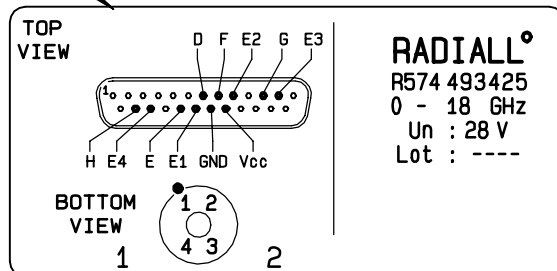 TOP
VIEW
D F E2 G E3
1
H E4 E E1 GND Vcc
BOTTOM
VIEW
1 2
4 3
1 2
RADIALL°
R574 493425
0 - 18 GHz
Un : 28 V
Lot : ----